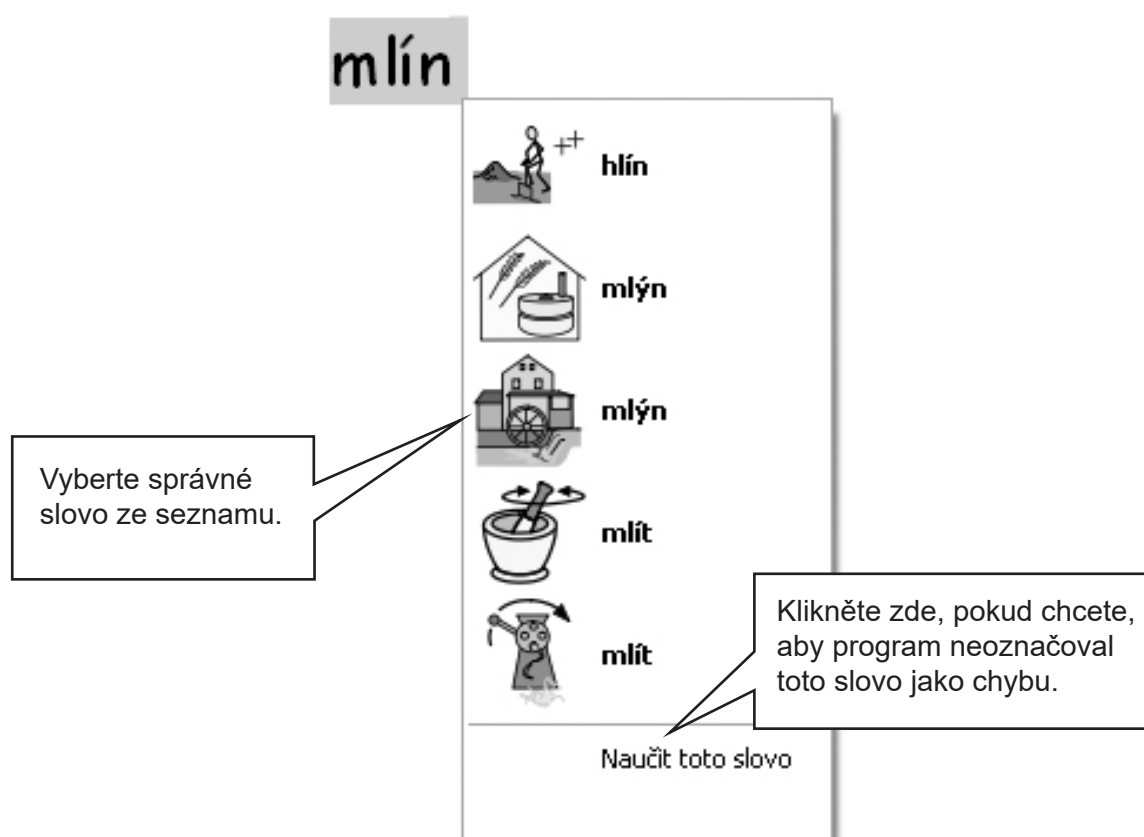 mlín
hlín
mlýn
mlýn
Vyberte správné
slovo ze seznamu.
mlít
Klikněte zde, pokud chcete,
aby program neoznačoval
toto slovo jako chybu.
mlít
Naučit toto slovo